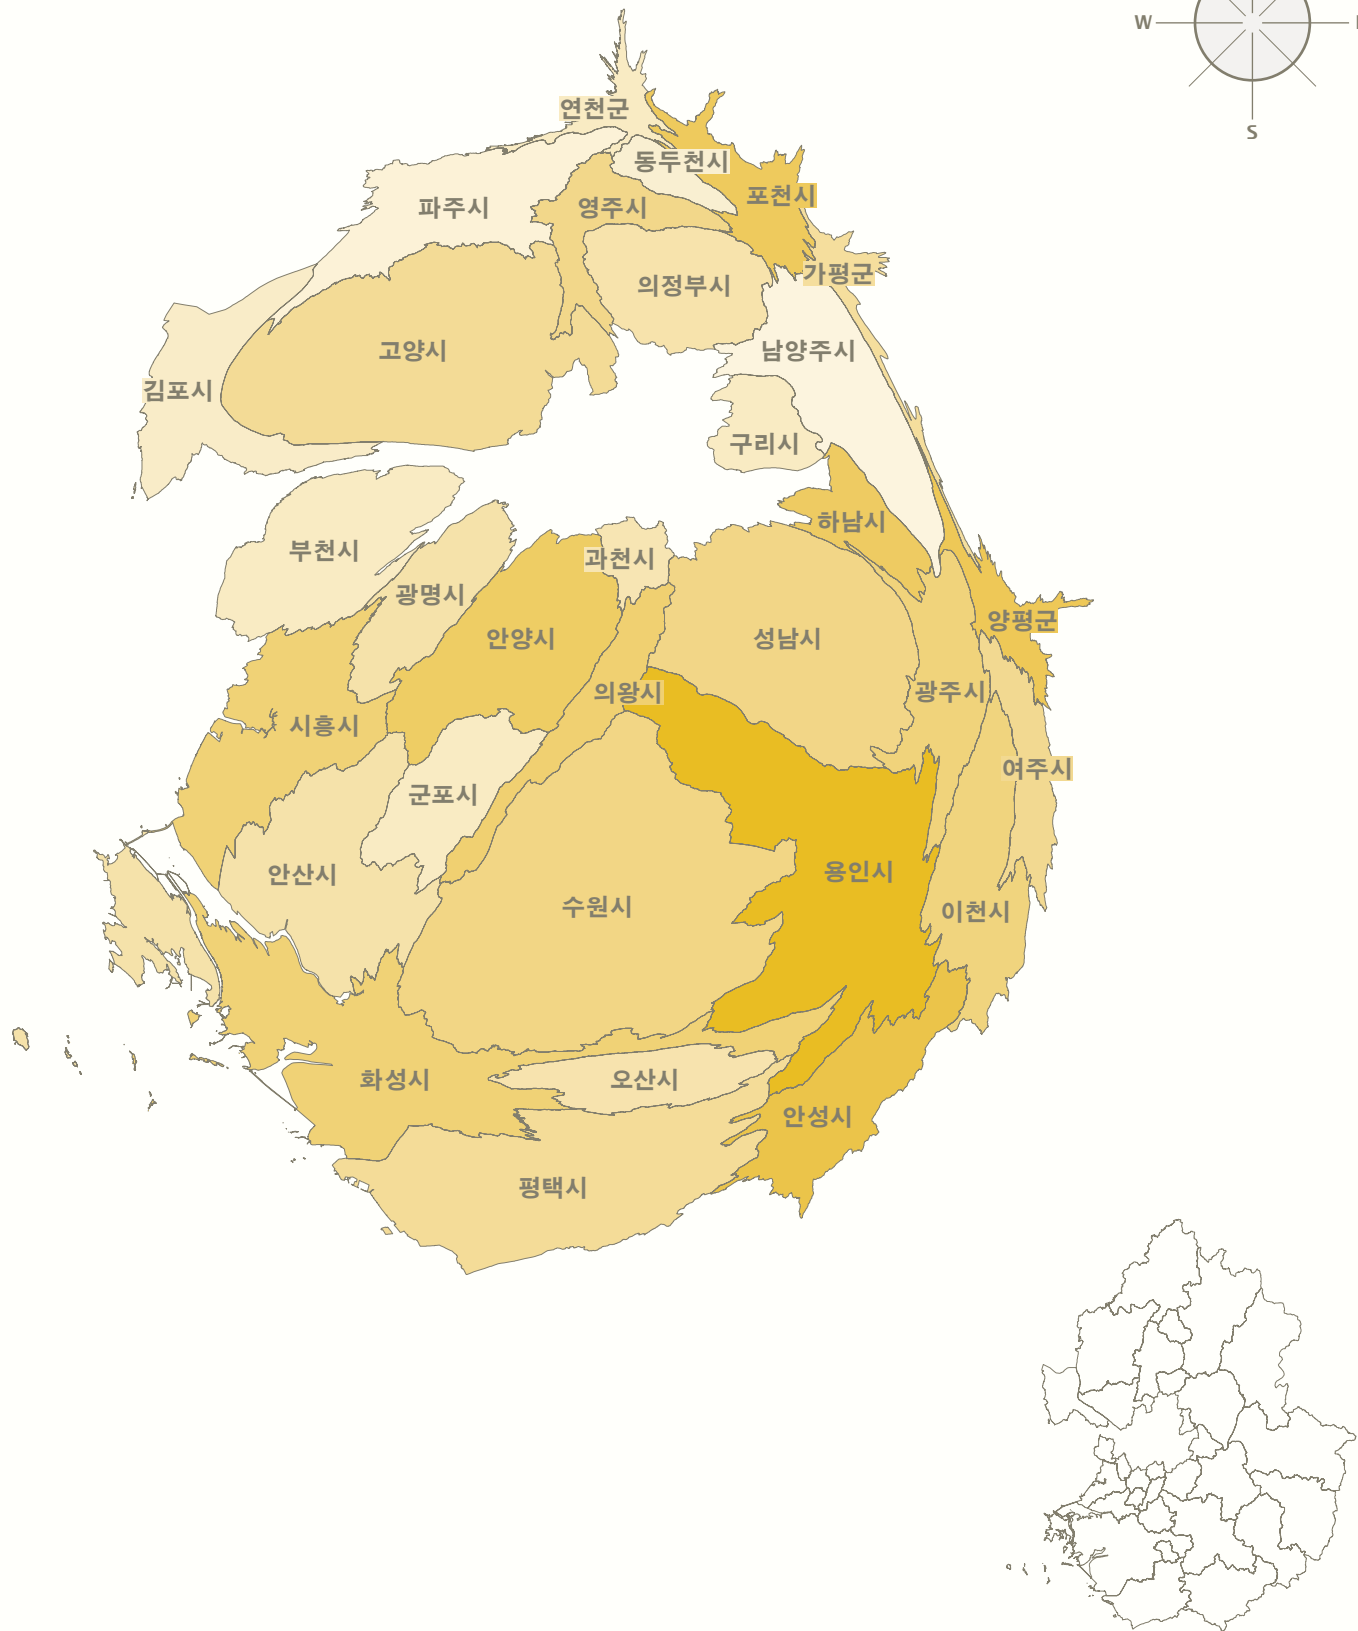 W
S
연천군
동두천시
포천시
파주시
영주시
가평군
의정부시
고양시
남양주시
김포시
구리시
하남시
부천시
과천시
광명시
양평군
안양시
성남시
의왕시
광주시
시흥시
여주시
군포시
용인시
안산시
수원시
이천시
화성시
오산시
안성시
평택시